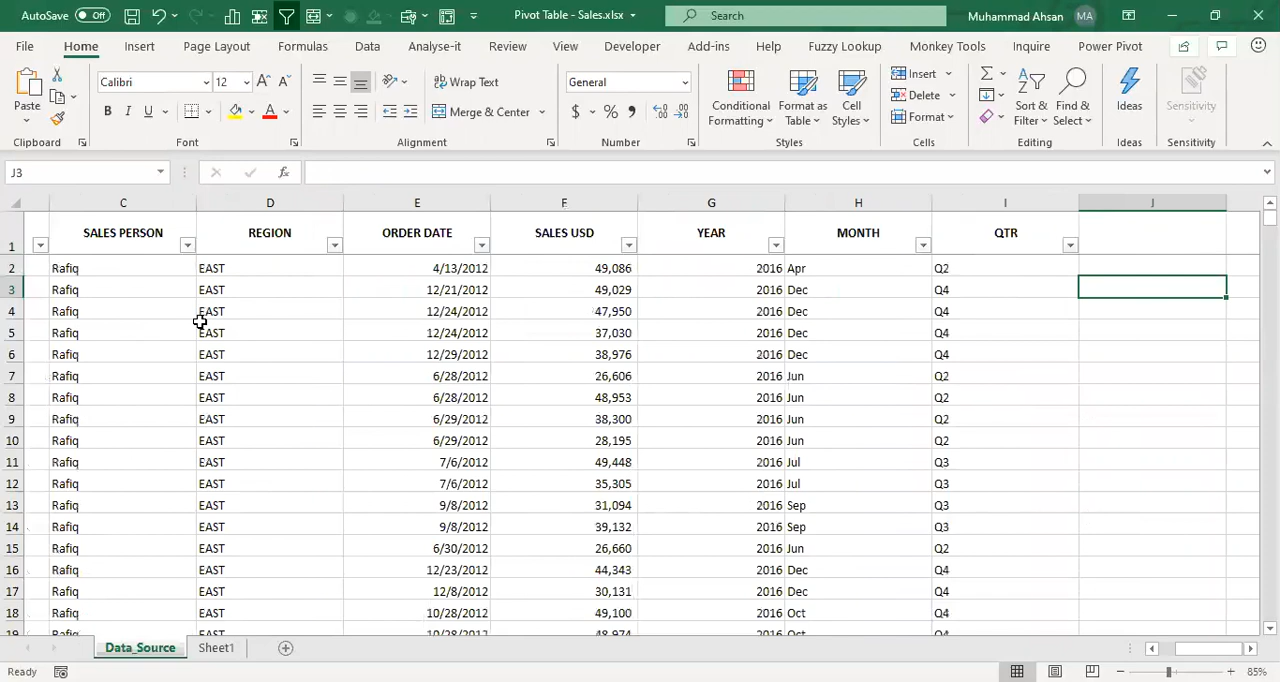 AutoSave Off Pivot Table - Sales.xlsx Search Muhammad Ahsan MA
File Home Insert Page Layout Formulas Data Analyse-it Review View Developer Add-ins Help Fuzzy Lookup Monkey Tools Inquire Power Pivot
Paste Calibri 12 A A Wrap Text General Conditional Formatting Format as Table Cell Styles Insert Delete Format Sort & Filter Find & Select Ideas Sensitivity
B I U A Merge & Center $ % ,
Clipboard Font Alignment Number Styles Cells Editing Ideas Sensitivity
J3 fx
C D E F G H I J
1 SALES PERSON REGION ORDER DATE SALES USD YEAR MONTH QTR
2 Rafiq EAST 4/13/2012 49,086 2016 Apr Q2
3 Rafiq EAST 12/21/2012 49,029 2016 Dec Q4
4 Rafiq EAST 12/24/2012 47,950 2016 Dec Q4
5 Rafiq EAST 12/24/2012 37,030 2016 Dec Q4
6 Rafiq EAST 12/29/2012 38,976 2016 Dec Q4
7 Rafiq EAST 6/28/2012 26,606 2016 Jun Q2
8 Rafiq EAST 6/28/2012 48,953 2016 Jun Q2
9 Rafiq EAST 6/29/2012 38,300 2016 Jun Q2
10 Rafiq EAST 6/29/2012 28,195 2016 Jun Q2
11 Rafiq EAST 7/6/2012 49,448 2016 Jul Q3
12 Rafiq EAST 7/6/2012 35,305 2016 Jul Q3
13 Rafiq EAST 9/8/2012 31,094 2016 Sep Q3
14 Rafiq EAST 9/8/2012 39,132 2016 Sep Q3
15 Rafiq EAST 6/30/2012 26,660 2016 Jun Q2
16 Rafiq EAST 12/23/2012 44,343 2016 Dec Q4
17 Rafiq EAST 12/8/2012 30,131 2016 Dec Q4
18 Rafiq EAST 10/28/2012 49,100 2016 Oct Q4
19 Rafiq EAST 10/28/2012 48,974 2016 Oct Q4
Data_Source Sheet1
Ready 85%